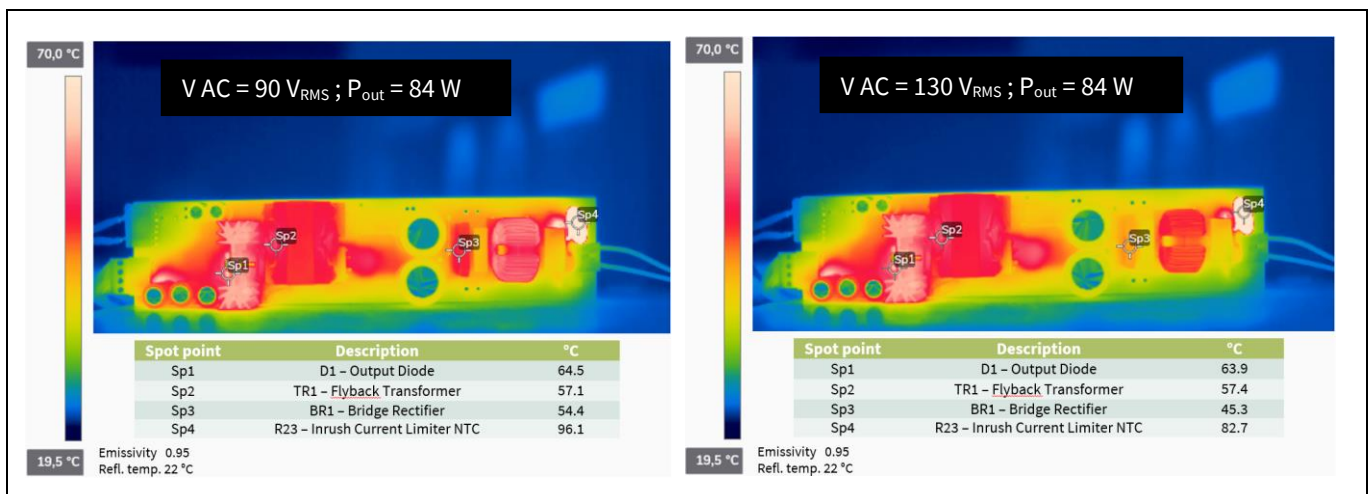 70,0 °C
V AC = 90 VRMS ; Pout = 84 W
Sp1
Sp2
Sp3
Sp4
19,5 °C
Spot point Description °C
Sp1 D1 – Output Diode 64.5
Sp2 TR1 – Flyback Transformer 57.1
Sp3 BR1 – Bridge Rectifier 54.4
Sp4 R23 – Inrush Current Limiter NTC 96.1
Emissivity 0.95
Refl. temp. 22 °C
70,0 °C
V AC = 130 VRMS ; Pout = 84 W
Sp1
Sp2
Sp3
Sp4
19,5 °C
Spot point Description °C
Sp1 D1 – Output Diode 63.9
Sp2 TR1 – Flyback Transformer 57.4
Sp3 BR1 – Bridge Rectifier 45.3
Sp4 R23 – Inrush Current Limiter NTC 82.7
Emissivity 0.95
Refl. temp. 22 °C